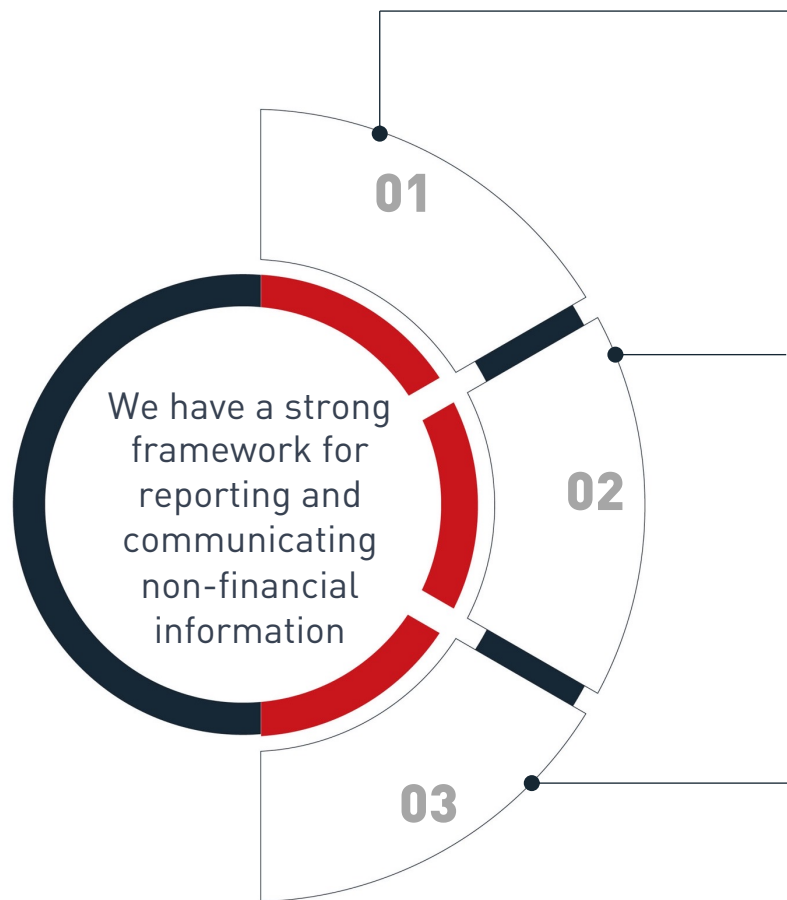 01
We have a strong
framework for
reporting and
communicating
non-financial
information
02
03